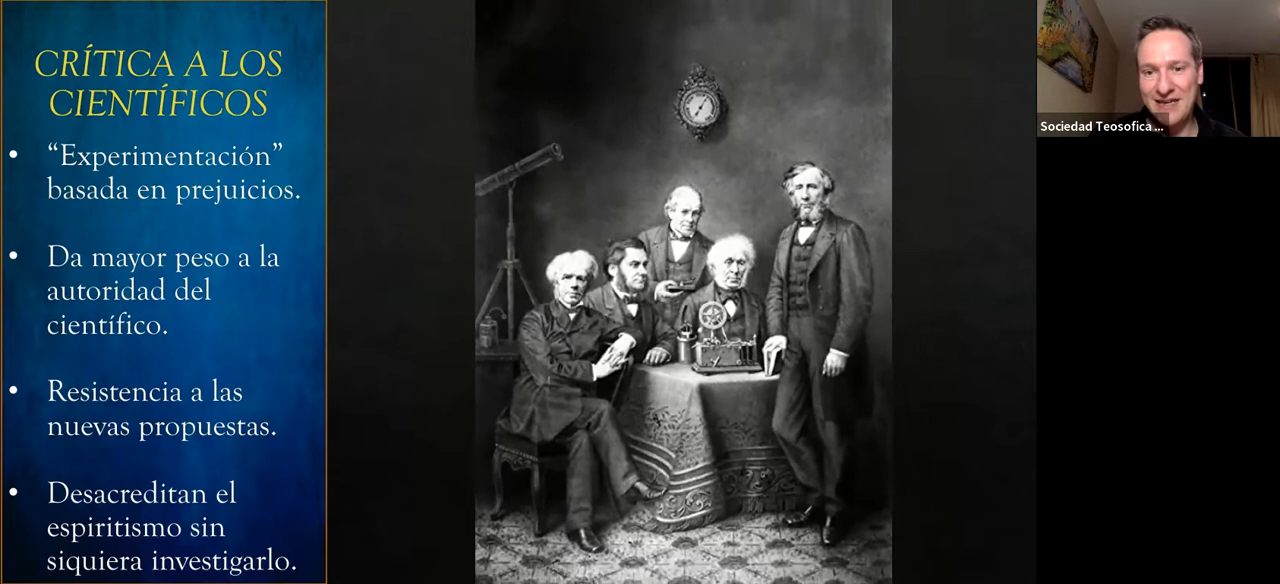 CRÍTICA A LOS
CIENTÍFICOS
• “Experimentación”
basada en prejuicios.
• Da mayor peso a la
autoridad del
científico.
• Resistencia a las
nuevas propuestas.
• Desacreditan el
espiritismo sin
siquiera investigarlo.
Sociedad Teosofica ...